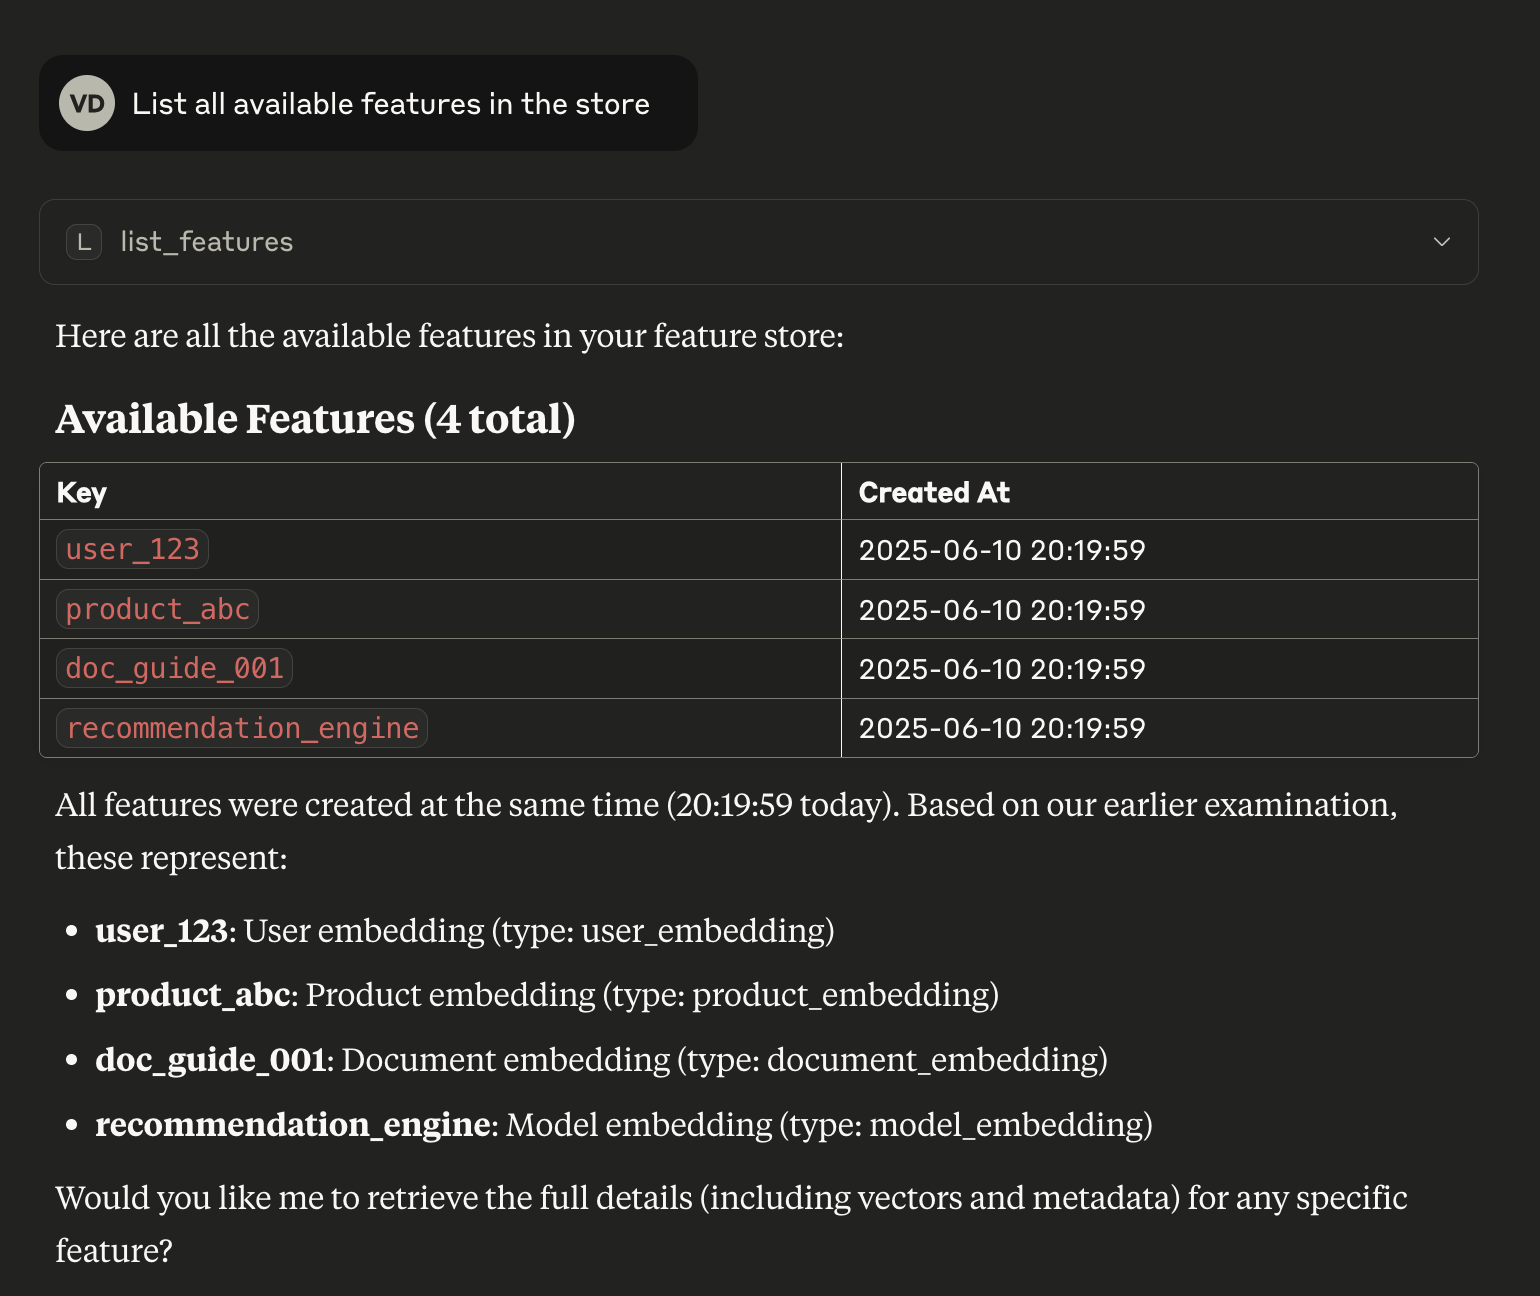 VD List all available features in the store
L list_features
Here are all the available features in your feature store:
Available Features (4 total)
Key Created At
user_123 2025-06-10 20:19:59
product_abc 2025-06-10 20:19:59
doc_guide_001 2025-06-10 20:19:59
recommendation_engine 2025-06-10 20:19:59
All features were created at the same time (20:19:59 today). Based on our earlier examination,
these represent:
• user_123: User embedding (type: user_embedding)
• product_abc: Product embedding (type: product_embedding)
• doc_guide_001: Document embedding (type: document_embedding)
• recommendation_engine: Model embedding (type: model_embedding)
Would you like me to retrieve the full details (including vectors and metadata) for any specific
feature?